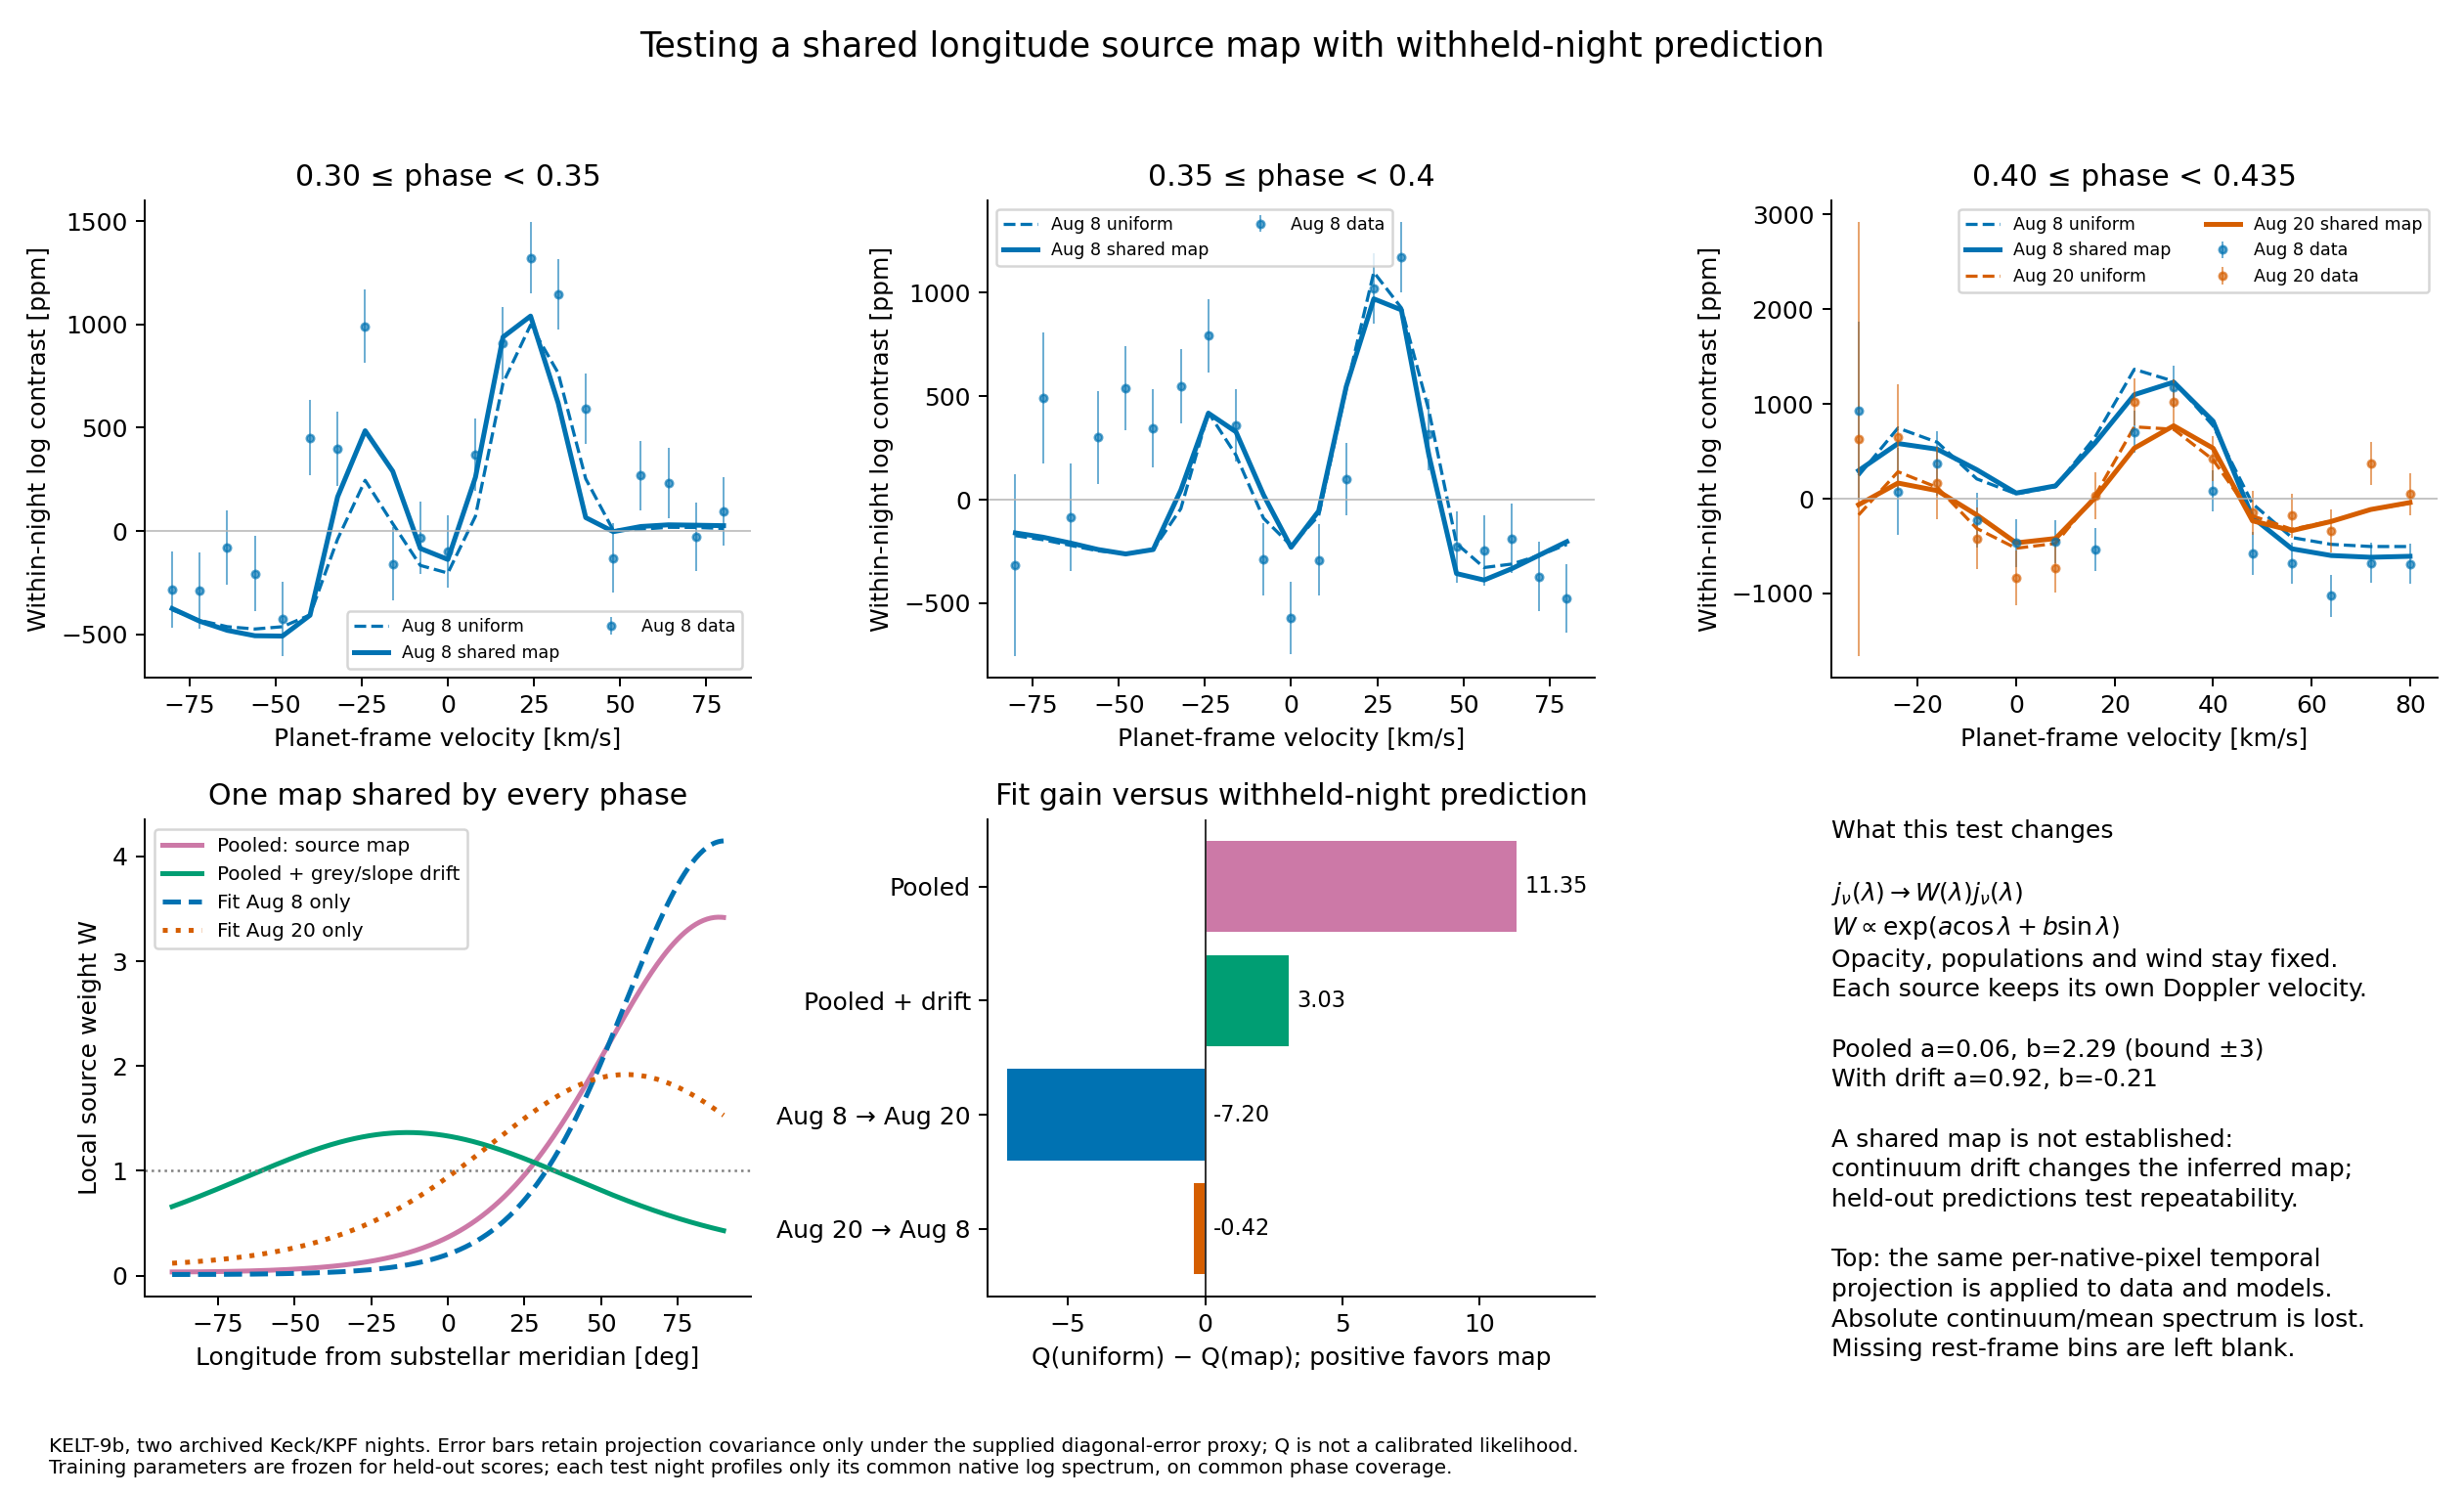 Testing a shared longitude source map with withheld-night prediction
0.30 ≤ phase < 0.35
Within-night log contrast [ppm]
1500
1000
500
0
−500
Aug 8 uniform
Aug 8 shared map
Aug 8 data
−75 −50 −25 0 25 50 75
Planet-frame velocity [km/s]
0.35 ≤ phase < 0.4
Within-night log contrast [ppm]
1000
500
0
−500
Aug 8 uniform
Aug 8 shared map
Aug 8 data
−75 −50 −25 0 25 50 75
Planet-frame velocity [km/s]
0.40 ≤ phase < 0.435
Within-night log contrast [ppm]
3000
2000
1000
0
−1000
Aug 8 uniform
Aug 8 shared map
Aug 20 uniform
Aug 20 shared map
Aug 8 data
Aug 20 data
−20 0 20 40 60 80
Planet-frame velocity [km/s]
One map shared by every phase
Local source weight W
4
3
2
1
0
Pooled: source map
Pooled + grey/slope drift
Fit Aug 8 only
Fit Aug 20 only
−75 −50 −25 0 25 50 75
Longitude from substellar meridian [deg]
Fit gain versus withheld-night prediction
Pooled
11.35
Pooled + drift
3.03
Aug 8 → Aug 20
-7.20
Aug 20 → Aug 8
-0.42
−5 0 5 10
Q(uniform) − Q(map); positive favors map
What this test changes
jν(λ) → W(λ)jν(λ)
W ∝ exp(a cos λ + b sin λ)
Opacity, populations and wind stay fixed.
Each source keeps its own Doppler velocity.
Pooled a=0.06, b=2.29 (bound ±3)
With drift a=0.92, b=-0.21
A shared map is not established:
continuum drift changes the inferred map;
held-out predictions test repeatability.
Top: the same per-native-pixel temporal
projection is applied to data and models.
Absolute continuum/mean spectrum is lost.
Missing rest-frame bins are left blank.
KELT-9b, two archived Keck/KPF nights. Error bars retain projection covariance only under the supplied diagonal-error proxy; Q is not a calibrated likelihood.
Training parameters are frozen for held-out scores; each test night profiles only its common native log spectrum, on common phase coverage.